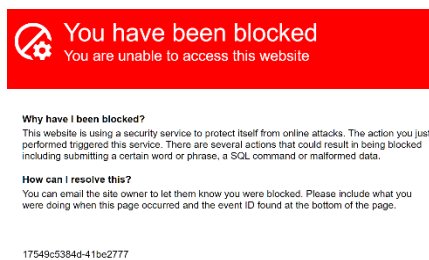 You have been blocked
You are unable to access this website
Why have I been blocked?
This website is using a security service to protect itself from online attacks. The action you just
performed triggered this service. There are several actions that could result in being blocked
including submitting a certain word or phrase, a SQL command or malformed data.
How can I resolve this?
You can email the site owner to let them know you were blocked. Please include what you
were doing when this page occurred and the event ID found at the bottom of the page.
17549c5384d-41be2777